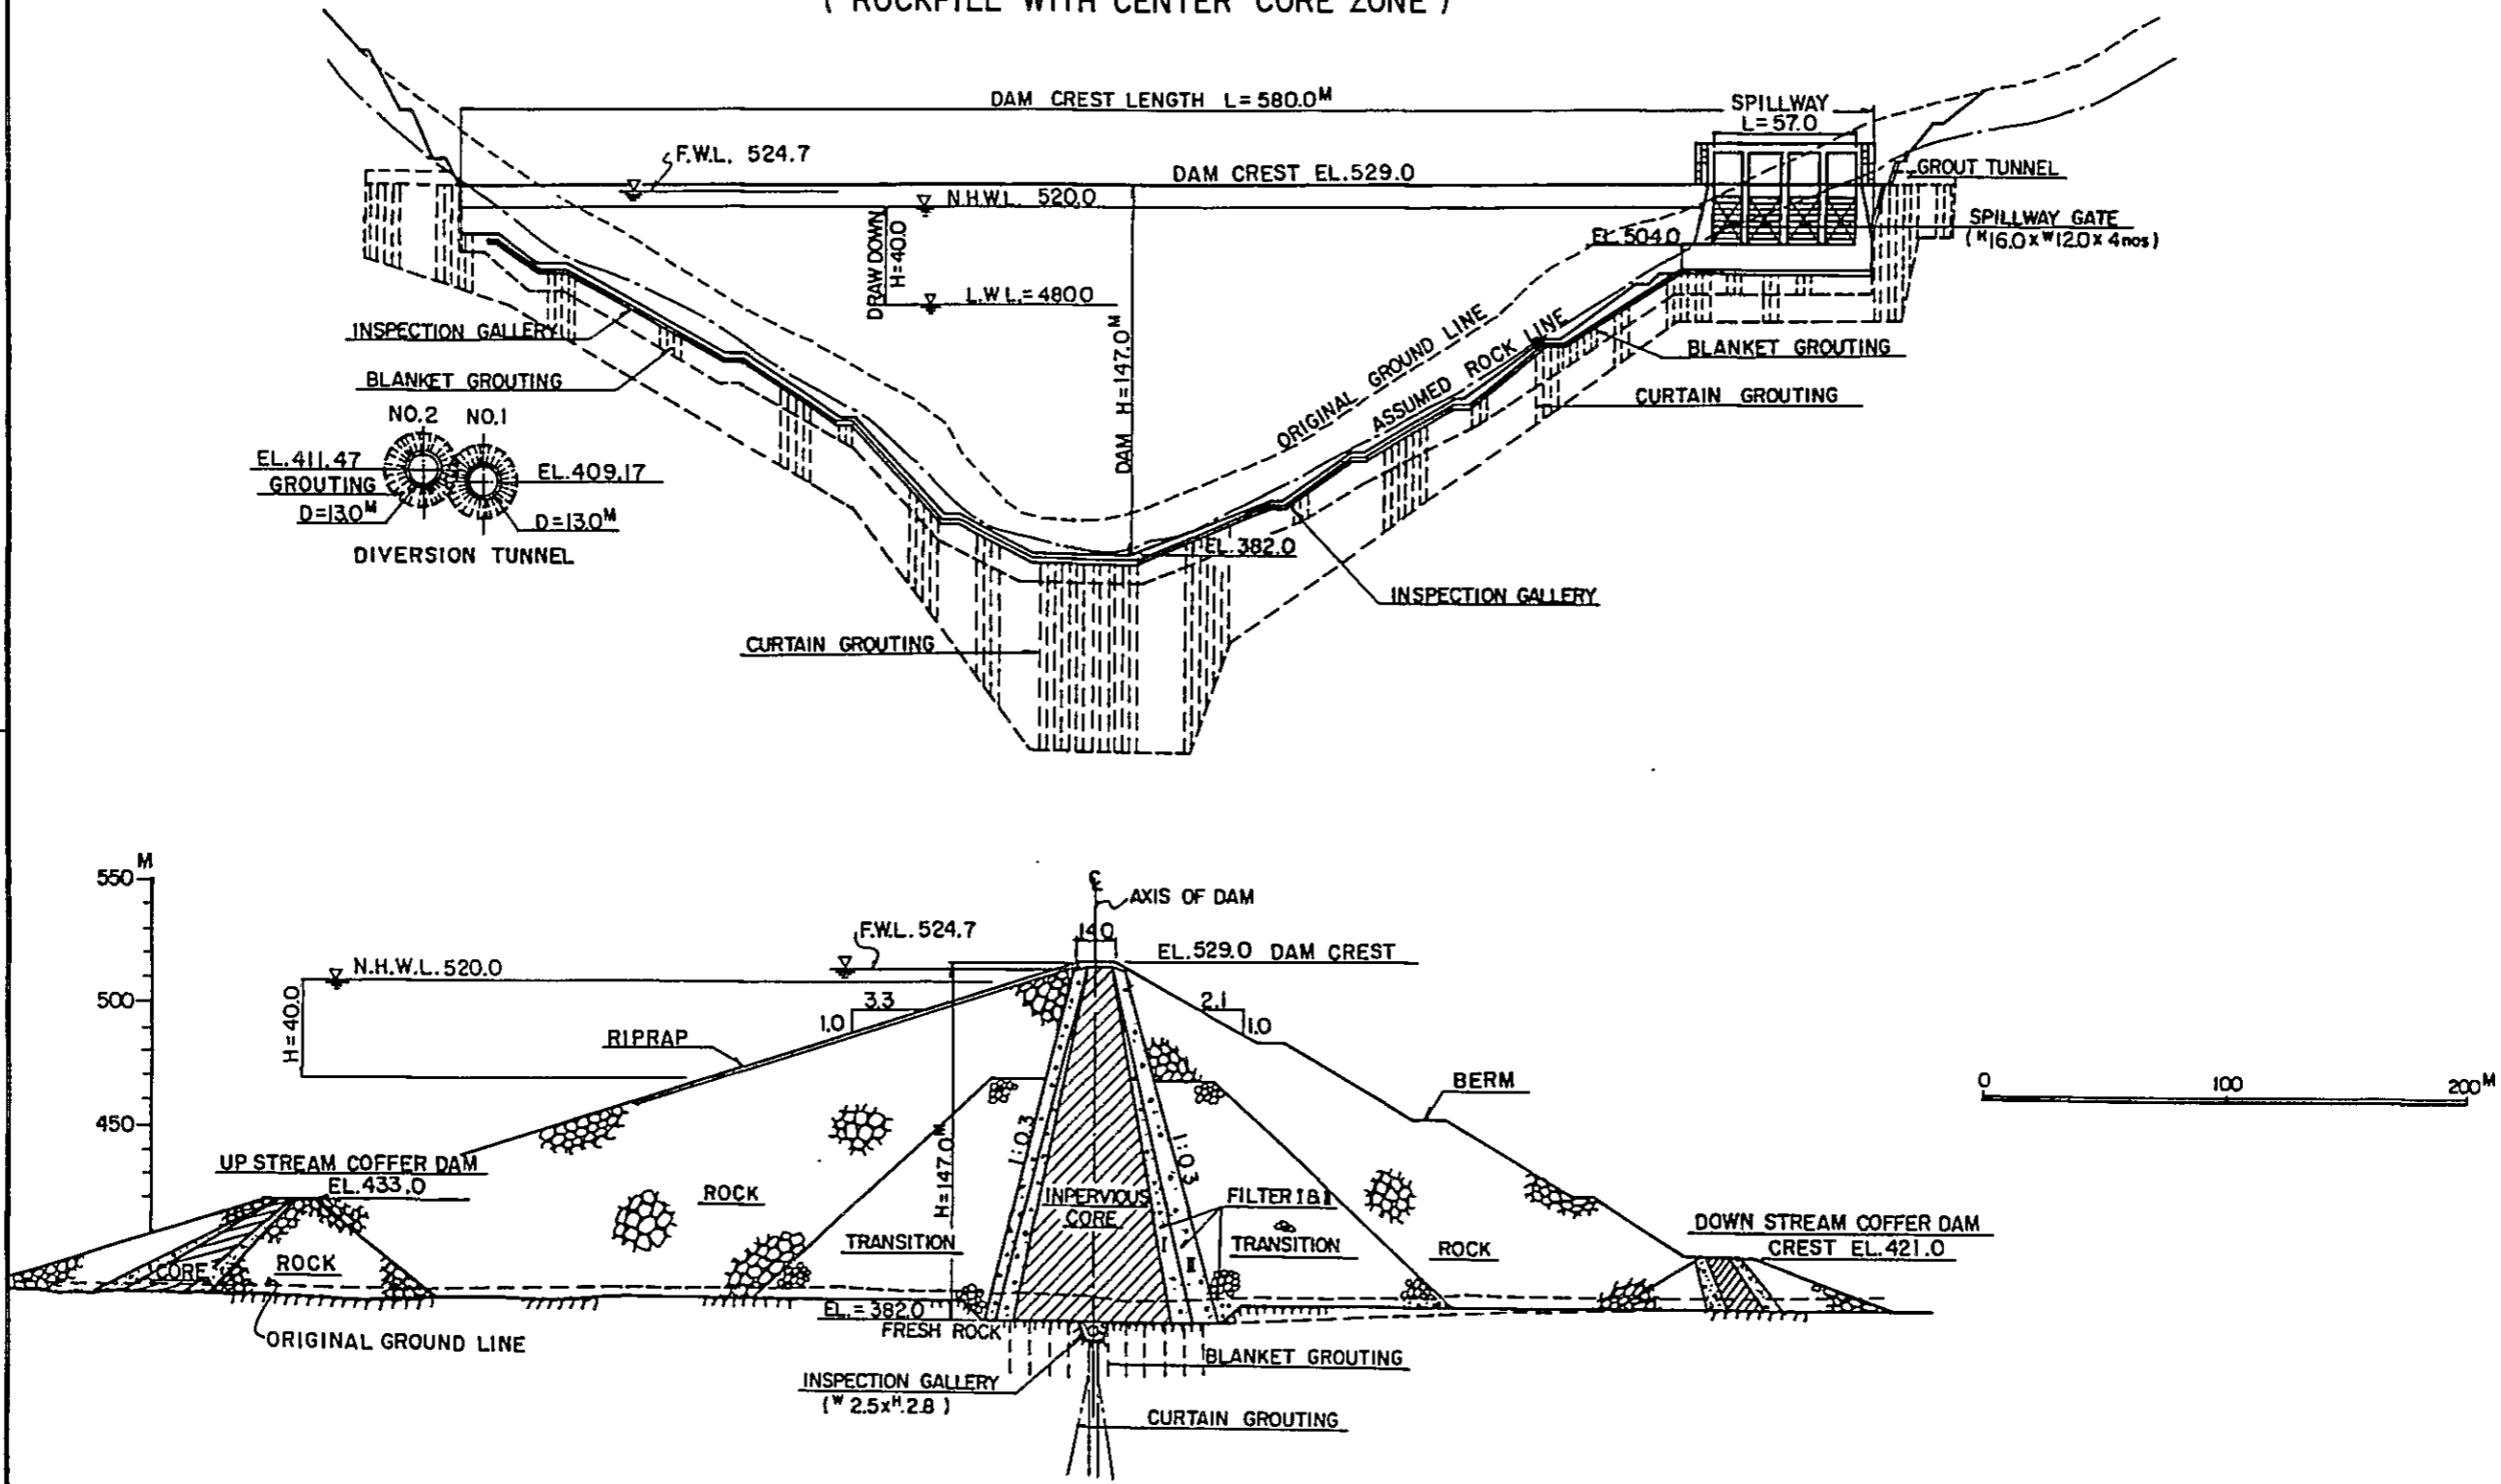 ( ROCKFILL WITH CENTER CORE ZONE )
DAM CREST LENGTH L=580.0M
SPILLWAY
L=57.0
F.W.L. 524.7
DAM CREST EL.529.0
GROUT TUNNEL
N.H.W.L. 520.0
SPILLWAY GATE
(H16.0xW12.0x4nos)
EL.504.0
DRAW DOWN
H=40.0
L.W.L.=480.0
INSPECTION GALLERY
DAM H=147.0M
ORIGINAL GROUND LINE
ASSUMED ROCK LINE
BLANKET GROUTING
BLANKET GROUTING
CURTAIN GROUTING
NO.2 NO.1
EL.411.47
GROUTING
D=13.0M
EL.409.17
D=13.0M
DIVERSION TUNNEL
EL.382.0
INSPECTION GALLERY
CURTAIN GROUTING
M
550
500
450
℄
AXIS OF DAM
14.0
F.W.L. 524.7
EL.529.0 DAM CREST
N.H.W.L. 520.0
H=40.0
3.3
1.0
2.1
1.0
RIPRAP
BERM
0 100 200M
1:0.3
1:0.3
H=147.0M
UP STREAM COFFER DAM
EL.433.0
ROCK
INPERVIOUS
CORE
FILTER I&II
TRANSITION
TRANSITION
I
II
ROCK
DOWN STREAM COFFER DAM
CREST EL.421.0
CORE
ROCK
EL.=382.0
FRESH ROCK
ORIGINAL GROUND LINE
BLANKET GROUTING
INSPECTION GALLERY
(W 2.5xH.2.8)
CURTAIN GROUTING